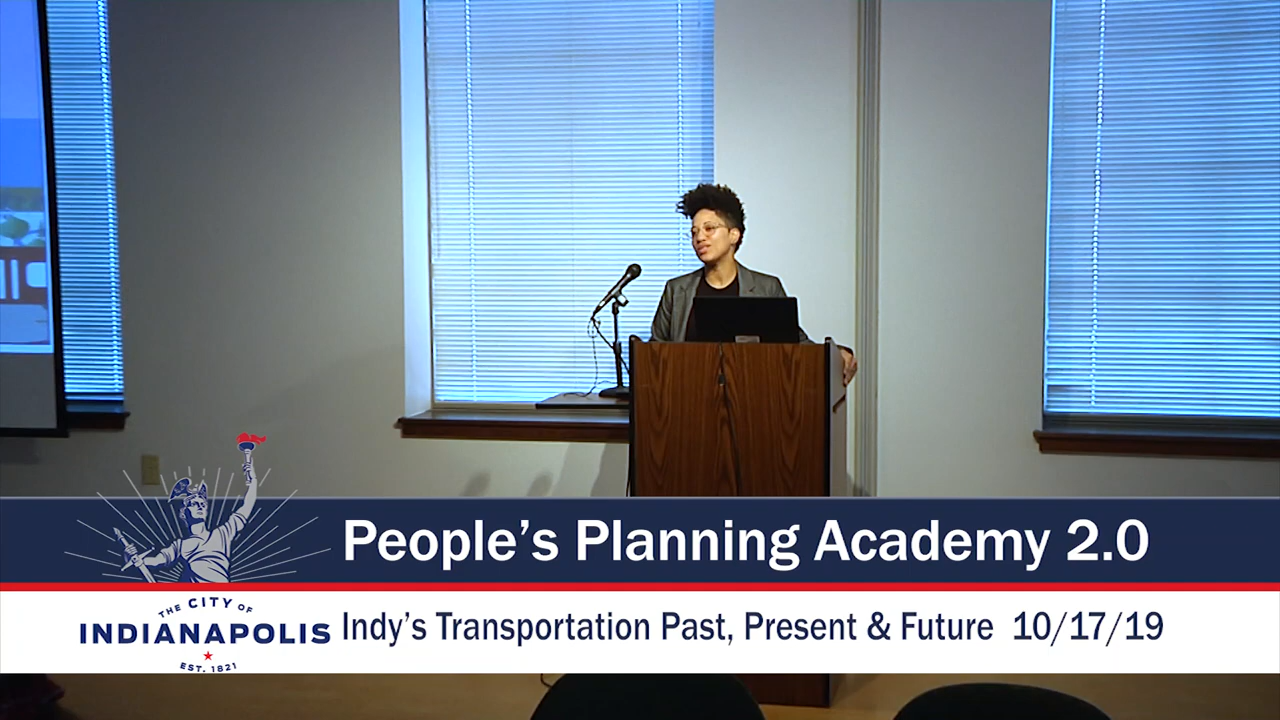 People’s Planning Academy 2.0
THE CITY OF
INDIANAPOLIS
EST. 1821
Indy’s Transportation Past, Present & Future 10/17/19